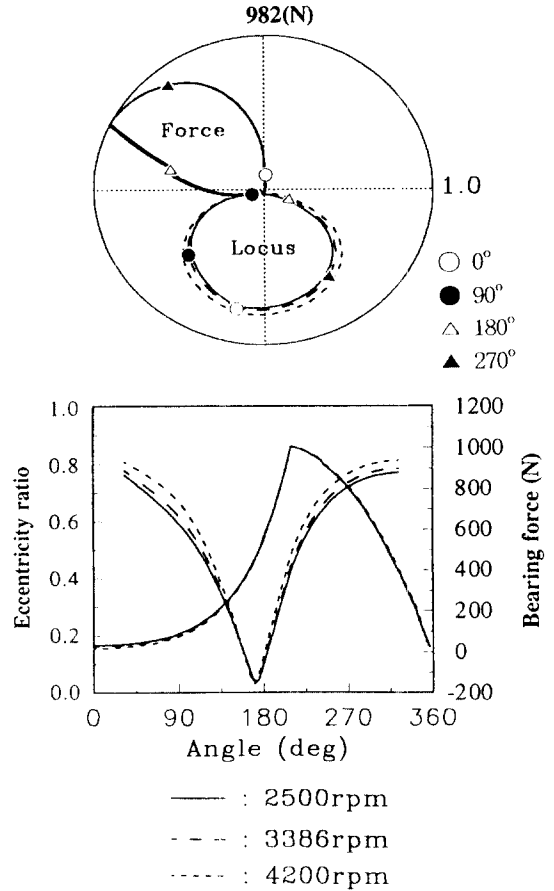 982(N)
Force
1.0
Locus
0°
90°
180°
270°
1.0 1200
0.8 1000
0.6 800
0.4 600
0.2 400
0.0 200
0
-200
Eccentricity ratio
Bearing force (N)
0 90 180 270 360
Angle (deg)
: 2500rpm
: 3386rpm
: 4200rpm